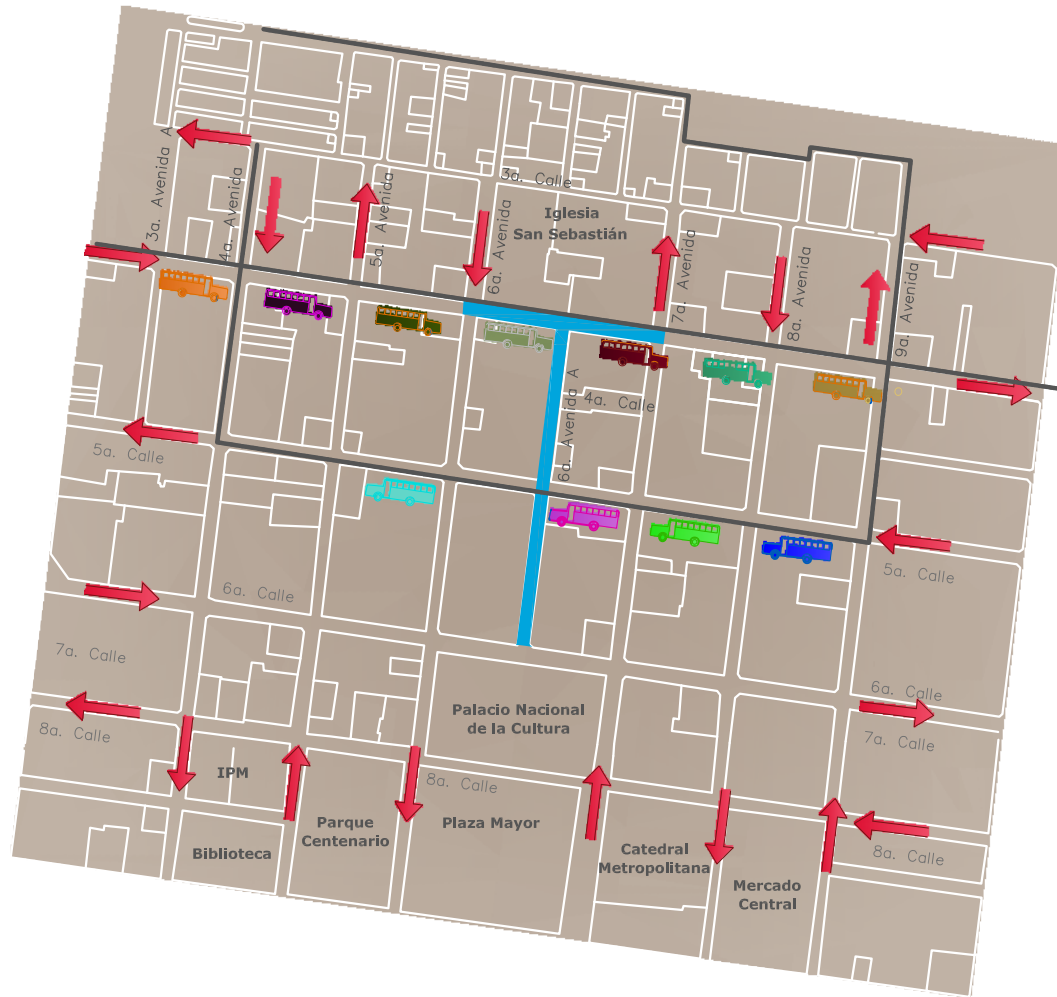 3a. Avenida A
4a. Avenida
5a. Avenida
3a. Calle
6a. Avenida
Iglesia
San Sebastián
7a. Avenida
8a. Avenida
9a. Avenida
4a. Calle
6a. Avenida A
5a. Calle
5a. Calle
6a. Calle
7a. Calle
6a. Calle
8a. Calle
Palacio Nacional
de la Cultura
7a. Calle
IPM
8a. Calle
Parque
Centenario
Plaza Mayor
Biblioteca
Catedral
Metropolitana
8a. Calle
Mercado
Central